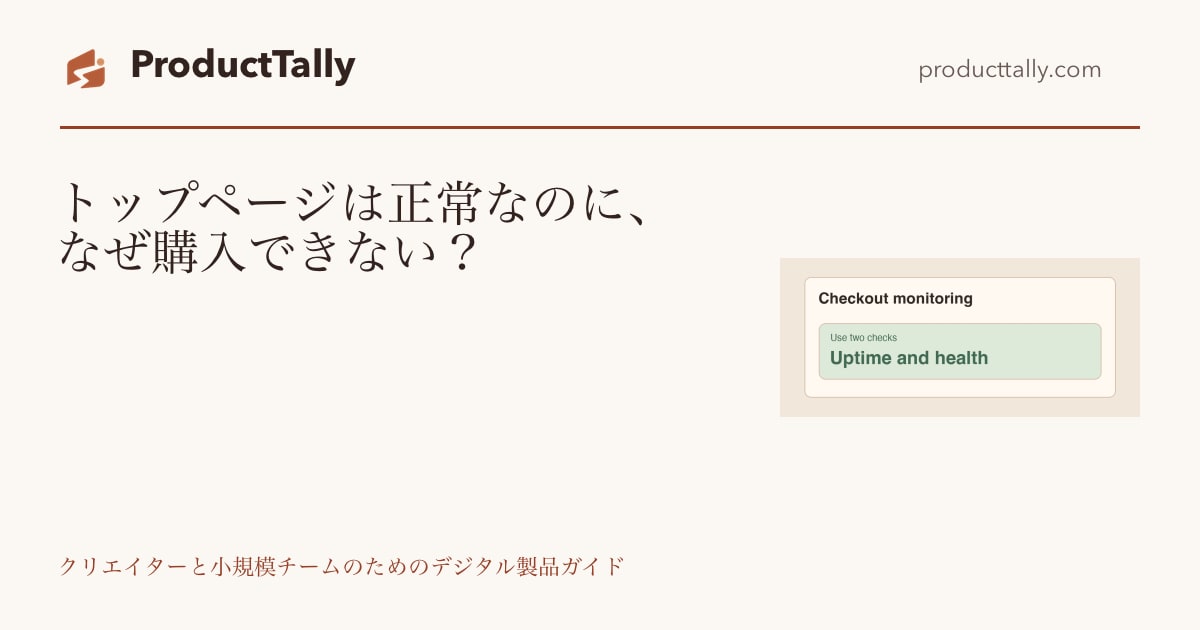 ProductTally
producttally.com
トップページは正常なのに、
なぜ購入できない？
Checkout monitoring
Use two checks
Uptime and health
クリエイターと小規模チームのためのデジタル製品ガイド